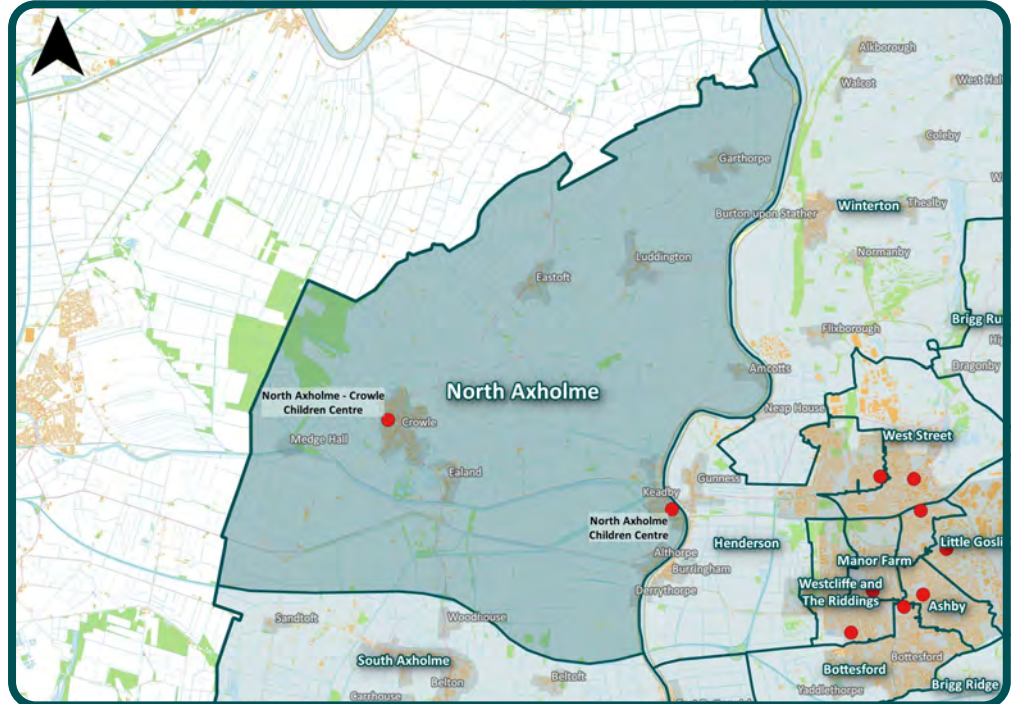 Alkborough
Walcot
West Hal
Coleby
Garthorpe
Burton upon Stather
Winterton
Thealby
Normanby
Luddington
Eastoft
Flixborough
Brigg Ru
Dragonby
Amcotts
North Axholme
North Axholme - Crowle
Children Centre
Neap House
Crowle
Medge Hall
West Street
Ealand
Gunness
Keadby
North Axholme
Children Centre
Henderson
Little Gosli
Manor Farm
Althorpe
Burringham
Westcliffe and
The Riddings
Derrythorpe
Ashby
Sandtoft
Woodhouse
South Axholme
Bottesford
Bottesford
Belton
Beltoft
Brigg Ridge
Yaddlethorpe
Carrhouse